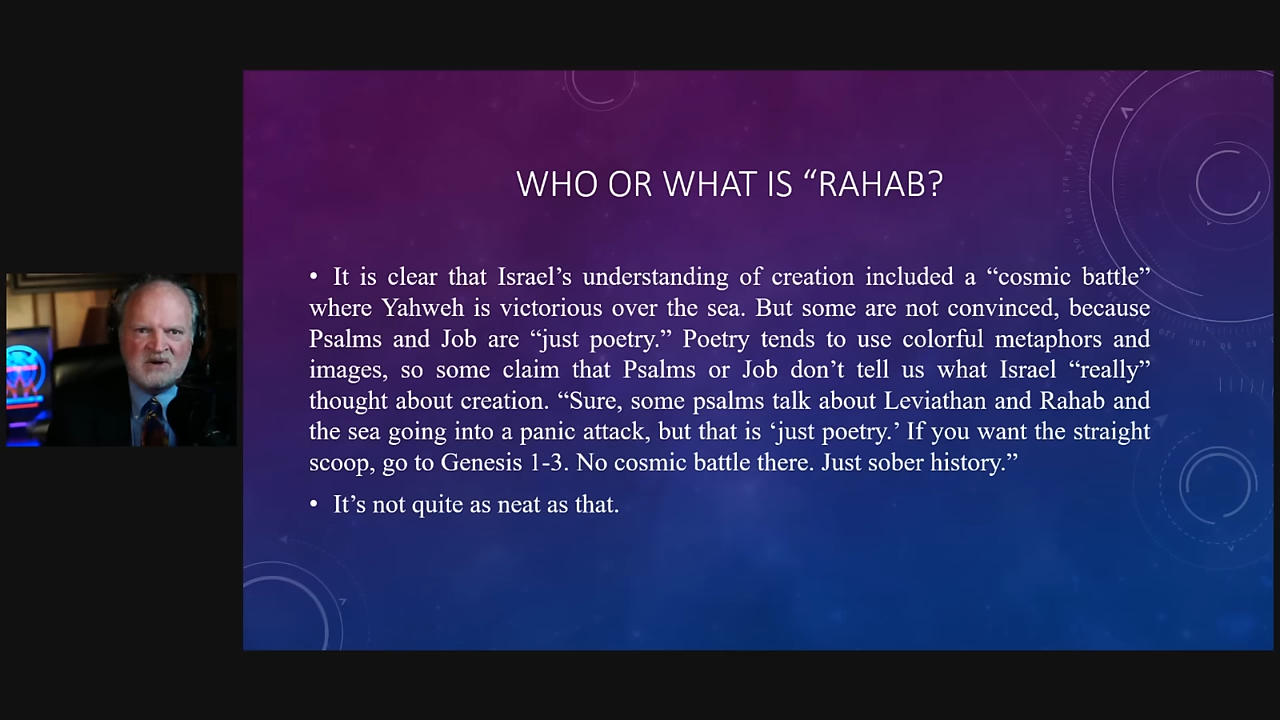 WHO OR WHAT IS “RAHAB?
• It is clear that Israel’s understanding of creation included a “cosmic battle”
where Yahweh is victorious over the sea. But some are not convinced, because
Psalms and Job are “just poetry.” Poetry tends to use colorful metaphors and
images, so some claim that Psalms or Job don’t tell us what Israel “really”
thought about creation. “Sure, some psalms talk about Leviathan and Rahab and
the sea going into a panic attack, but that is ‘just poetry.’ If you want the straight
scoop, go to Genesis 1-3. No cosmic battle there. Just sober history.”
• It’s not quite as neat as that.